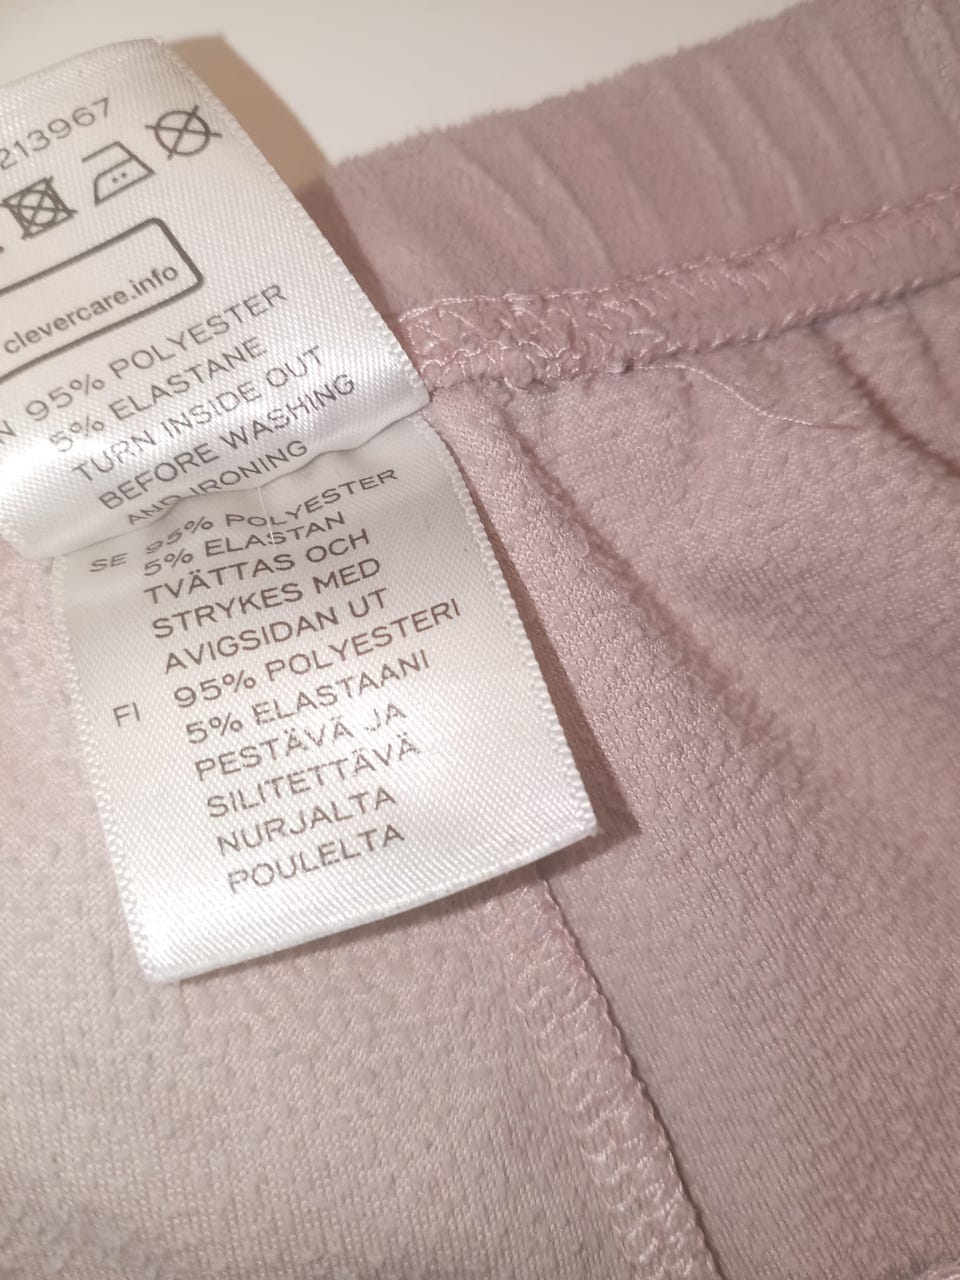 213967
clevercare.info
N 95% POLYESTER
5% ELASTANE
TURN INSIDE OUT
BEFORE WASHING
AND IRONING
SE 95% POLYESTER
5% ELASTAN
TVÄTTAS OCH
STRYKES MED
AVIGSIDAN UT
FI 95% POLYESTERI
5% ELASTAANI
PESTÄVÄ JA
SILITETTÄVÄ
NURJALTA
POULELTA